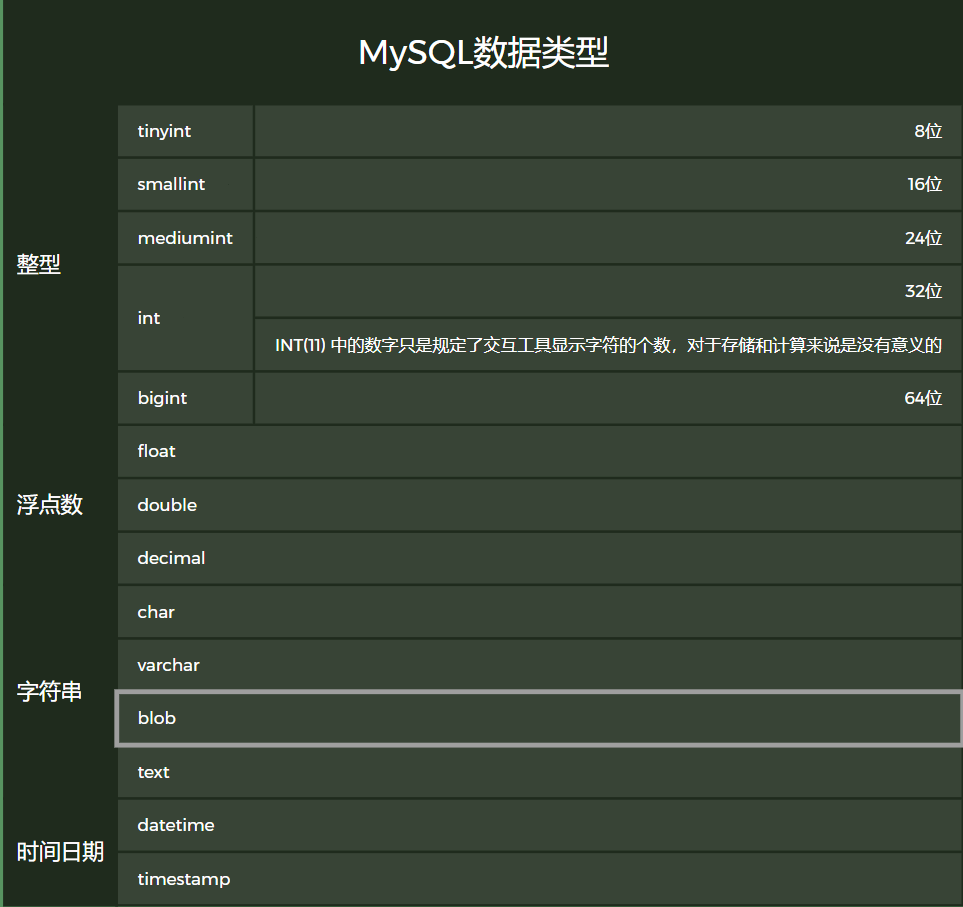 MySQL数据类型
整型
tinyint
8位
smallint
16位
mediumint
24位
int
32位
INT(11) 中的数字只是规定了交互工具显示字符的个数，对于存储和计算来说是没有意义的
bigint
64位
浮点数
float
double
decimal
字符串
char
varchar
blob
text
时间日期
datetime
timestamp